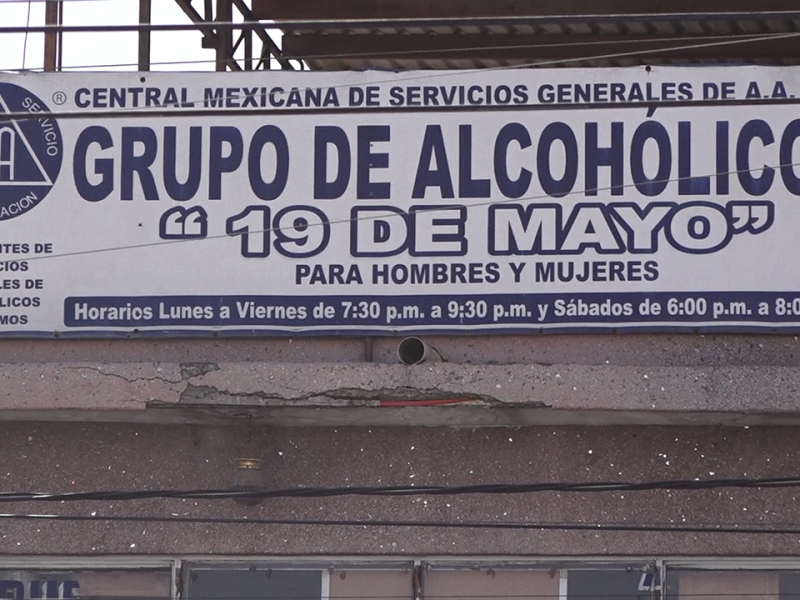 ® CENTRAL MEXICANA DE SERVICIOS GENERALES DE A.A.
SERVICIO
GRUPO DE ALCOHÓLICO
“19 DE MAYO”
PARA HOMBRES Y MUJERES
Horarios Lunes a Viernes de 7:30 p.m. a 9:30 p.m. y Sábados de 6:00 p.m. a 8:0